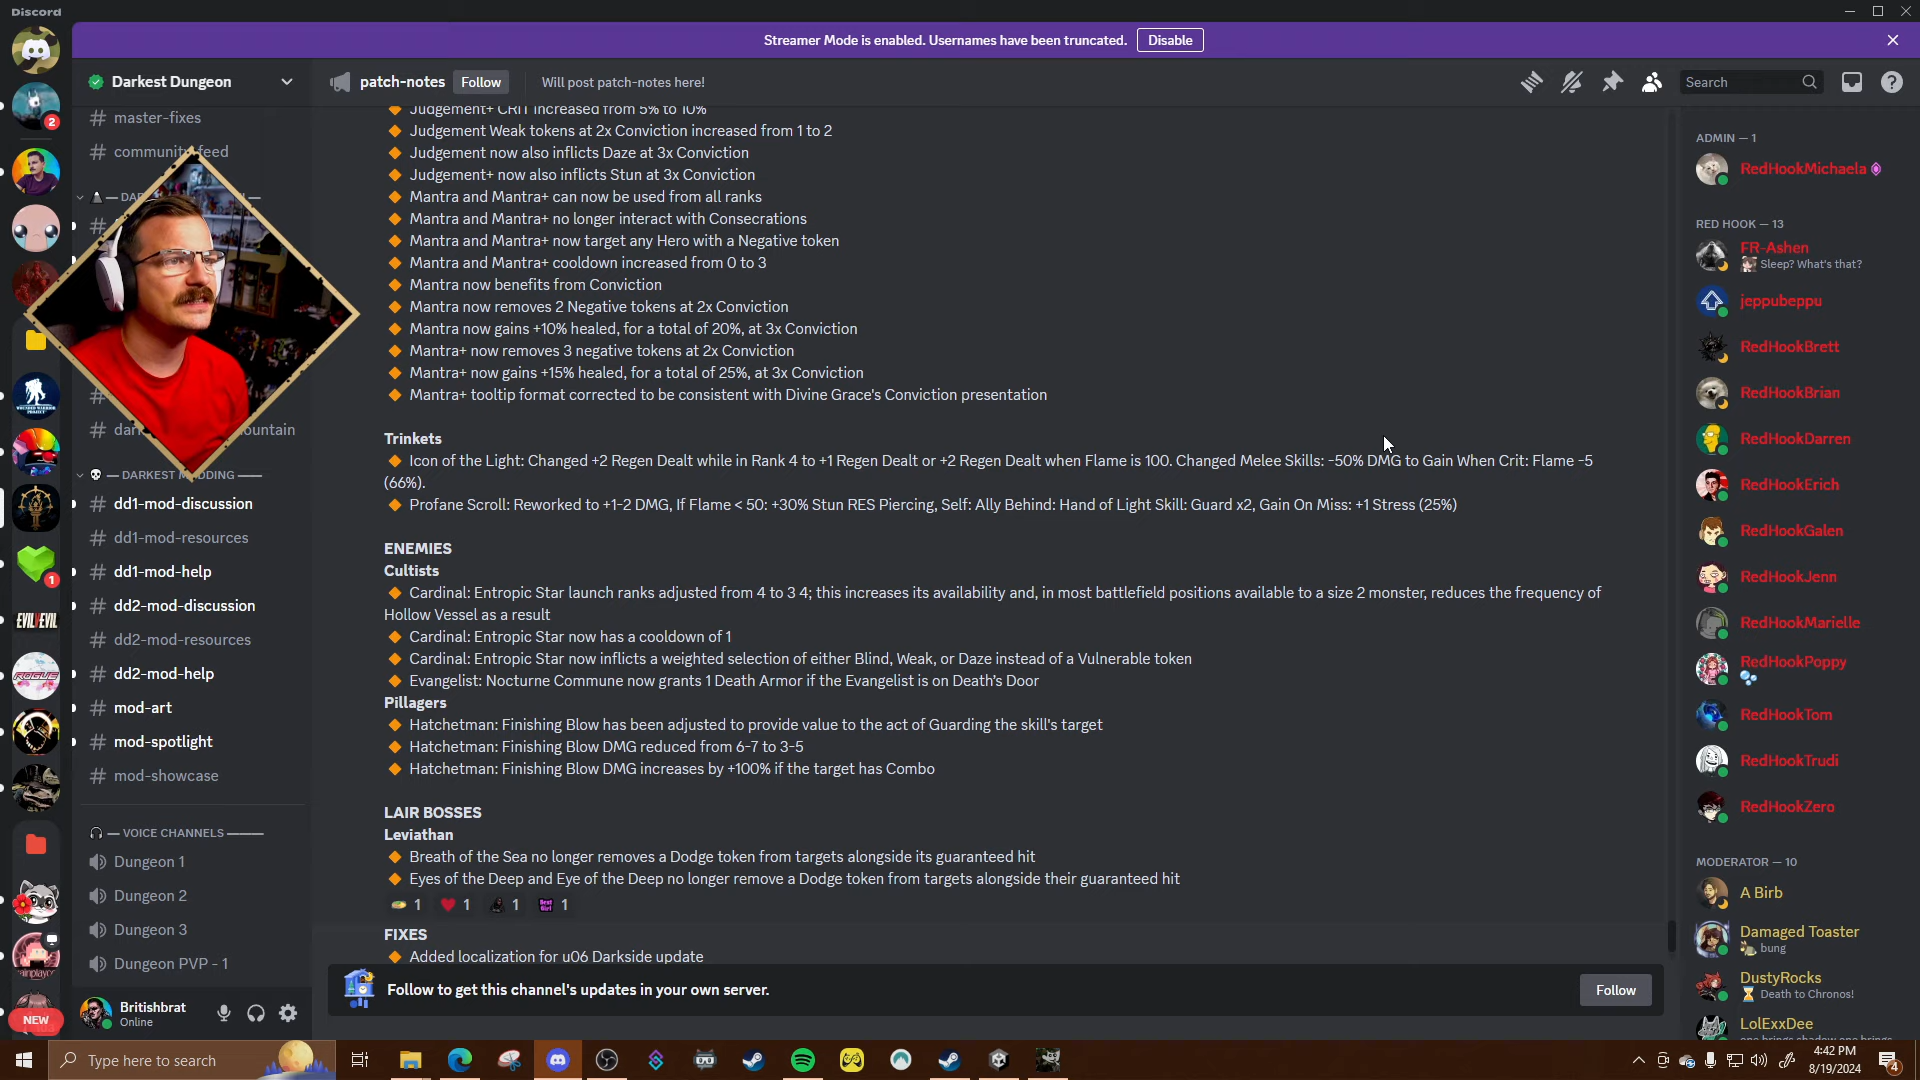 Discord
Streamer Mode is enabled. Usernames have been truncated. Disable
Darkest Dungeon
patch-notes Follow Will post patch-notes here!
Search
master-fixes
community-feed
DARKEST MODDING
dd1-mod-discussion
dd1-mod-resources
dd1-mod-help
dd2-mod-discussion
dd2-mod-resources
dd2-mod-help
mod-art
mod-spotlight
mod-showcase
VOICE CHANNELS
Dungeon 1
Dungeon 2
Dungeon 3
Dungeon PVP - 1
Britishbrat
Online
2
1
EVIL V EVIL
ROGUE
NEW
Judgement+ CRIT increased from 5% to 10%
Judgement Weak tokens at 2x Conviction increased from 1 to 2
Judgement now also inflicts Daze at 3x Conviction
Judgement+ now also inflicts Stun at 3x Conviction
Mantra and Mantra+ can now be used from all ranks
Mantra and Mantra+ no longer interact with Consecrations
Mantra and Mantra+ now target any Hero with a Negative token
Mantra and Mantra+ cooldown increased from 0 to 3
Mantra now benefits from Conviction
Mantra now removes 2 Negative tokens at 2x Conviction
Mantra now gains +10% healed, for a total of 20%, at 3x Conviction
Mantra+ now removes 3 negative tokens at 2x Conviction
Mantra+ now gains +15% healed, for a total of 25%, at 3x Conviction
Mantra+ tooltip format corrected to be consistent with Divine Grace's Conviction presentation
Trinkets
Icon of the Light: Changed +2 Regen Dealt while in Rank 4 to +1 Regen Dealt or +2 Regen Dealt when Flame is 100. Changed Melee Skills: -50% DMG to Gain When Crit: Flame -5
(66%).
Profane Scroll: Reworked to +1-2 DMG, If Flame < 50: +30% Stun RES Piercing, Self: Ally Behind: Hand of Light Skill: Guard x2, Gain On Miss: +1 Stress (25%)
ENEMIES
Cultists
Cardinal: Entropic Star launch ranks adjusted from 4 to 3 4; this increases its availability and, in most battlefield positions available to a size 2 monster, reduces the frequency of
Hollow Vessel as a result
Cardinal: Entropic Star now has a cooldown of 1
Cardinal: Entropic Star now inflicts a weighted selection of either Blind, Weak, or Daze instead of a Vulnerable token
Evangelist: Nocturne Commune now grants 1 Death Armor if the Evangelist is on Death's Door
Pillagers
Hatchetman: Finishing Blow has been adjusted to provide value to the act of Guarding the skill's target
Hatchetman: Finishing Blow DMG reduced from 6-7 to 3-5
Hatchetman: Finishing Blow DMG increases by +100% if the target has Combo
LAIR BOSSES
Leviathan
Breath of the Sea no longer removes a Dodge token from targets alongside its guaranteed hit
Eyes of the Deep and Eye of the Deep no longer remove a Dodge token from targets alongside their guaranteed hit
1 1 1 1
FIXES
Added localization for u06 Darkside update
Follow to get this channel's updates in your own server. Follow
ADMIN — 1
RedHookMichaela
RED HOOK — 13
FR-Ashen
Sleep? What's that?
jeppubeppu
RedHookBrett
RedHookBrian
RedHookDarren
RedHookErich
RedHookGalen
RedHookJenn
RedHookMarielle
RedHookPoppy
RedHookTom
RedHookTrudi
RedHookZero
MODERATOR — 10
A Birb
Damaged Toaster
bung
DustyRocks
Death to Chronos!
LolExxDee
Type here to search
4:42 PM
8/19/2024
4